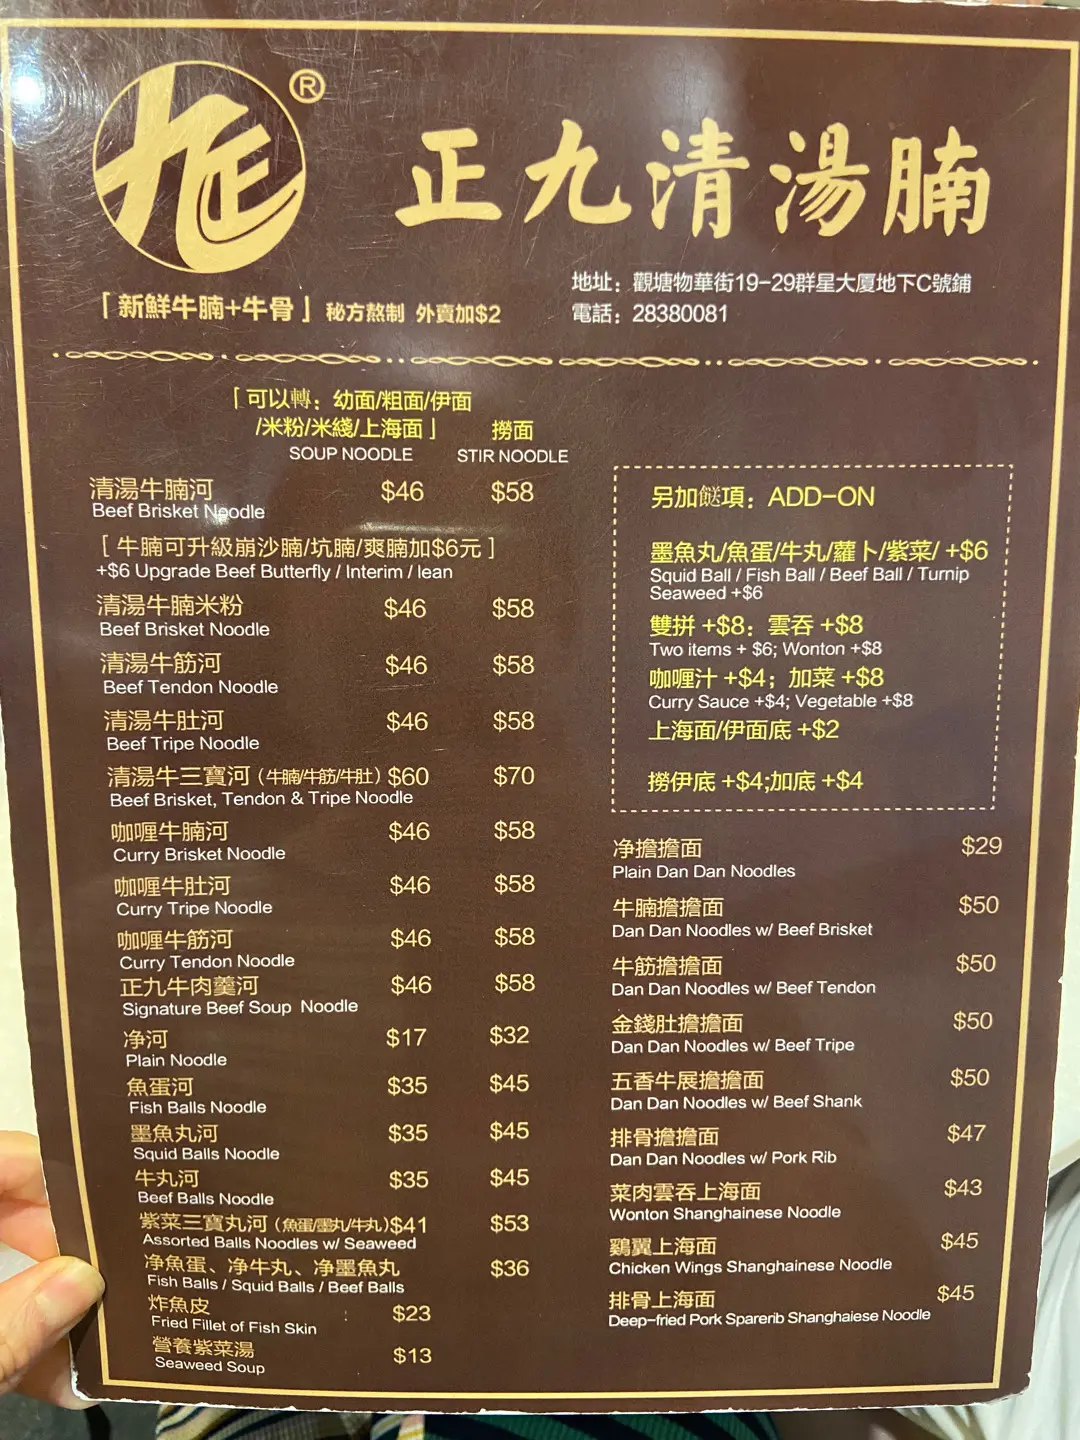 ®
正九清湯腩
「新鮮牛腩+牛骨」秘方熬制 外賣加$2
地址：觀塘物華街19-29群星大厦地下C號鋪
電話：28380081
「可以轉：幼面/粗面/伊面
/米粉/米綫/上海面」 撈面
SOUP NOODLE STIR NOODLE
清湯牛腩河 $46 $58
Beef Brisket Noodle
[ 牛腩可升級崩沙腩/坑腩/爽腩加$6元 ]
+$6 Upgrade Beef Butterfly / Interim / lean
清湯牛腩米粉 $46 $58
Beef Brisket Noodle
清湯牛筋河 $46 $58
Beef Tendon Noodle
清湯牛肚河 $46 $58
Beef Tripe Noodle
清湯牛三寶河（牛腩/牛筋/牛肚）$60 $70
Beef Brisket, Tendon & Tripe Noodle
咖喱牛腩河 $46 $58
Curry Brisket Noodle
咖喱牛肚河 $46 $58
Curry Tripe Noodle
咖喱牛筋河 $46 $58
Curry Tendon Noodle
正九牛肉羹河 $46 $58
Signature Beef Soup Noodle
净河 $17 $32
Plain Noodle
魚蛋河 $35 $45
Fish Balls Noodle
墨魚丸河 $35 $45
Squid Balls Noodle
牛丸河 $35 $45
Beef Balls Noodle
紫菜三寶丸河（魚蛋/墨丸/牛丸）$41 $53
Assorted Balls Noodles w/ Seaweed
净魚蛋、净牛丸、净墨魚丸 $36
Fish Balls / Squid Balls / Beef Balls
炸魚皮 : $23
Fried Fillet of Fish Skin
營養紫菜湯 $13
Seaweed Soup
另加餸項：ADD-ON
墨魚丸/魚蛋/牛丸/蘿卜/紫菜/ +$6
Squid Ball / Fish Ball / Beef Ball / Turnip
Seaweed +$6
雙拼 +$8：雲吞 +$8
Two items + $6; Wonton +$8
咖喱汁 +$4；加菜 +$8
Curry Sauce +$4; Vegetable +$8
上海面/伊面底 +$2
撈伊底 +$4;加底 +$4
净擔擔面 $29
Plain Dan Dan Noodles
牛腩擔擔面 $50
Dan Dan Noodles w/ Beef Brisket
牛筋擔擔面 $50
Dan Dan Noodles w/ Beef Tendon
金錢肚擔擔面 $50
Dan Dan Noodles w/ Beef Tripe
五香牛展擔擔面 $50
Dan Dan Noodles w/ Beef Shank
排骨擔擔面 $47
Dan Dan Noodles w/ Pork Rib
菜肉雲吞上海面 $43
Wonton Shanghainese Noodle
鷄翼上海面 $45
Chicken Wings Shanghainese Noodle
排骨上海面 $45
Deep-fried Pork Sparerib Shanghaiese Noodle